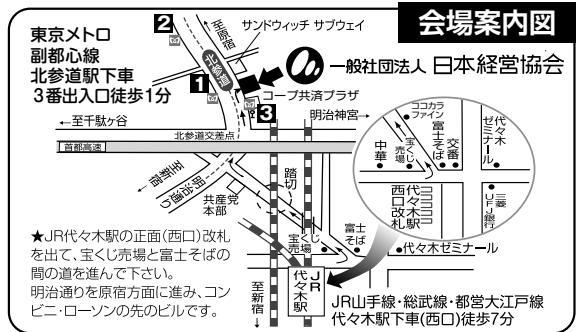 会場案内図
東京メトロ
副都心線
北参道駅下車
3番出入口徒歩1分
2
至原宿
サンドウィッチ サブウェイ
北参道
1
一般社団法人 日本経営協会
コープ共済プラザ
3
←至千駄ヶ谷
明治神宮→
北参道交差点
首都高速
至新宿
明治通り
共産党
本部
踏切
ココカラ
ファイン
代々木
ゼミナール
中華
宝くじ
売場
富士そば
交番
代々木駅
西口改札
三菱
UFJ
銀行
★JR代々木駅の正面(西口)改札
を出て、宝くじ売場と富士そばの
間の道を進んで下さい。
明治通りを原宿方面に進み、コン
ビニ・ローソンの先のビルです。
宝くじ
売場
富士
そば
代々木ゼミナール
至新宿
JR
代々木駅
JR山手線・総武線・都営大江戸線
代々木駅下車(西口)徒歩7分